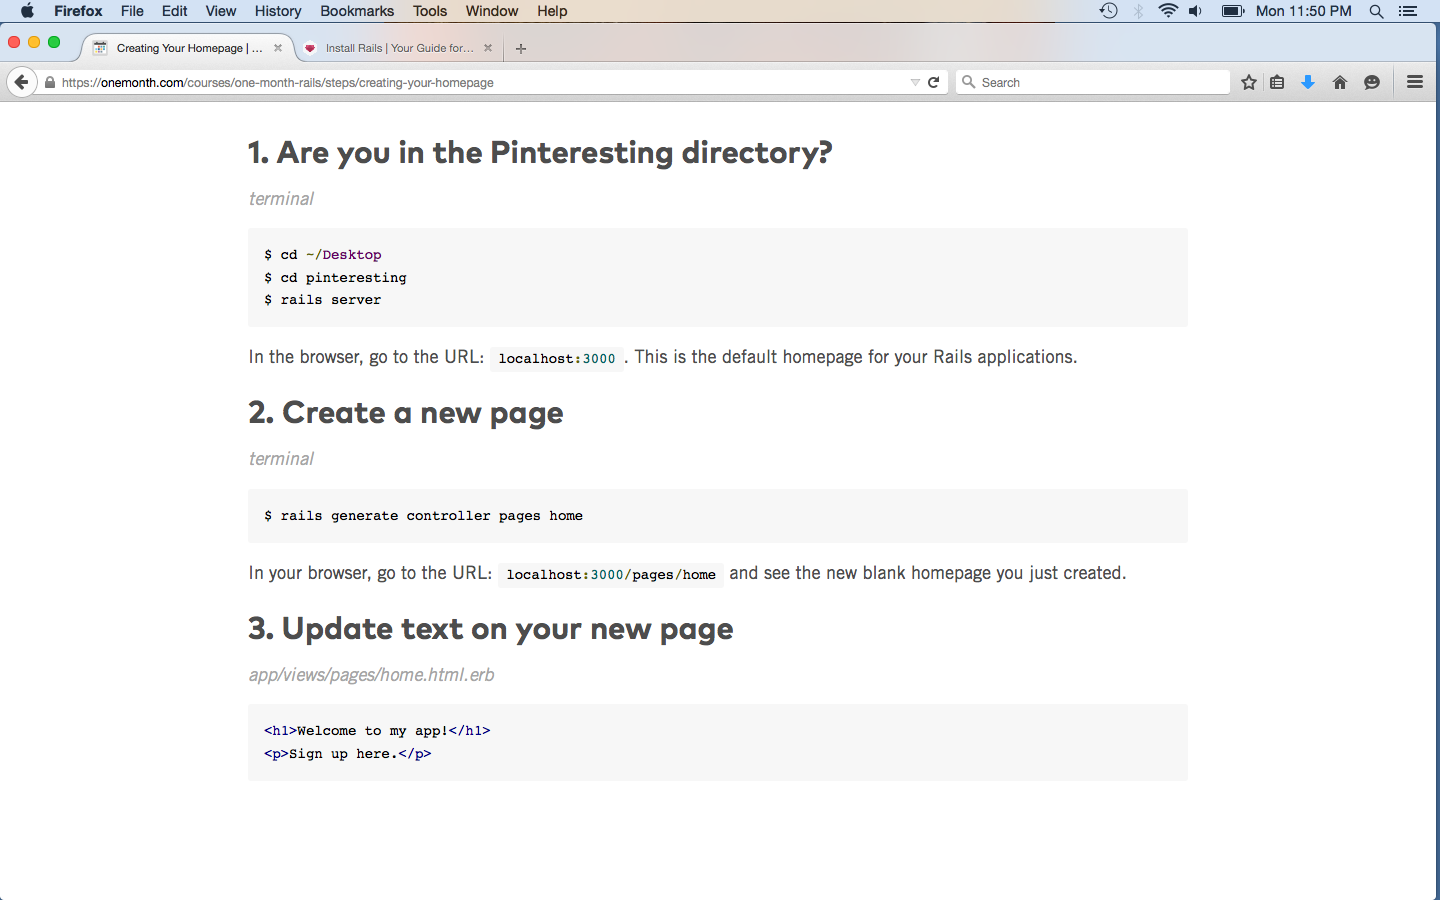 Firefox File Edit View History Bookmarks Tools Window Help Mon 11:50 PM
Creating Your Homepage | ... Install Rails | Your Guide for...
https://onemonth.com/courses/one-month-rails/steps/creating-your-homepage Search
1. Are you in the Pinteresting directory?
terminal
$ cd ~/Desktop
$ cd pinteresting
$ rails server
In the browser, go to the URL: localhost:3000 . This is the default homepage for your Rails applications.
2. Create a new page
terminal
$ rails generate controller pages home
In your browser, go to the URL: localhost:3000/pages/home and see the new blank homepage you just created.
3. Update text on your new page
app/views/pages/home.html.erb
<h1>Welcome to my app!</h1>
<p>Sign up here.</p>